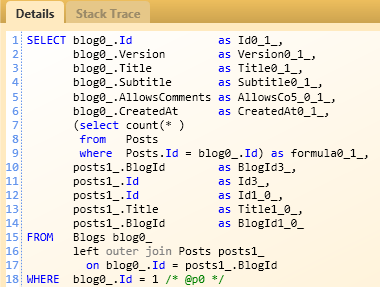 Details Stack Trace
1 SELECT blog0_.Id as Id0_1_,
2 blog0_.Version as Version0_1_,
3 blog0_.Title as Title0_1_,
4 blog0_.Subtitle as Subtitle0_1_,
5 blog0_.AllowsComments as AllowsCo5_0_1_,
6 blog0_.CreatedAt as CreatedAt0_1_,
7 (select count(* )
8 from Posts
9 where Posts.Id = blog0_.Id) as formula0_1_,
10 posts1_.BlogId as BlogId3_,
11 posts1_.Id as Id3_,
12 posts1_.Id as Id1_0_,
13 posts1_.Title as Title1_0_,
14 posts1_.BlogId as BlogId1_0_
15 FROM Blogs blog0_
16 left outer join Posts posts1_
17 on blog0_.Id = posts1_.BlogId
18 WHERE blog0_.Id = 1 /* @p0 */